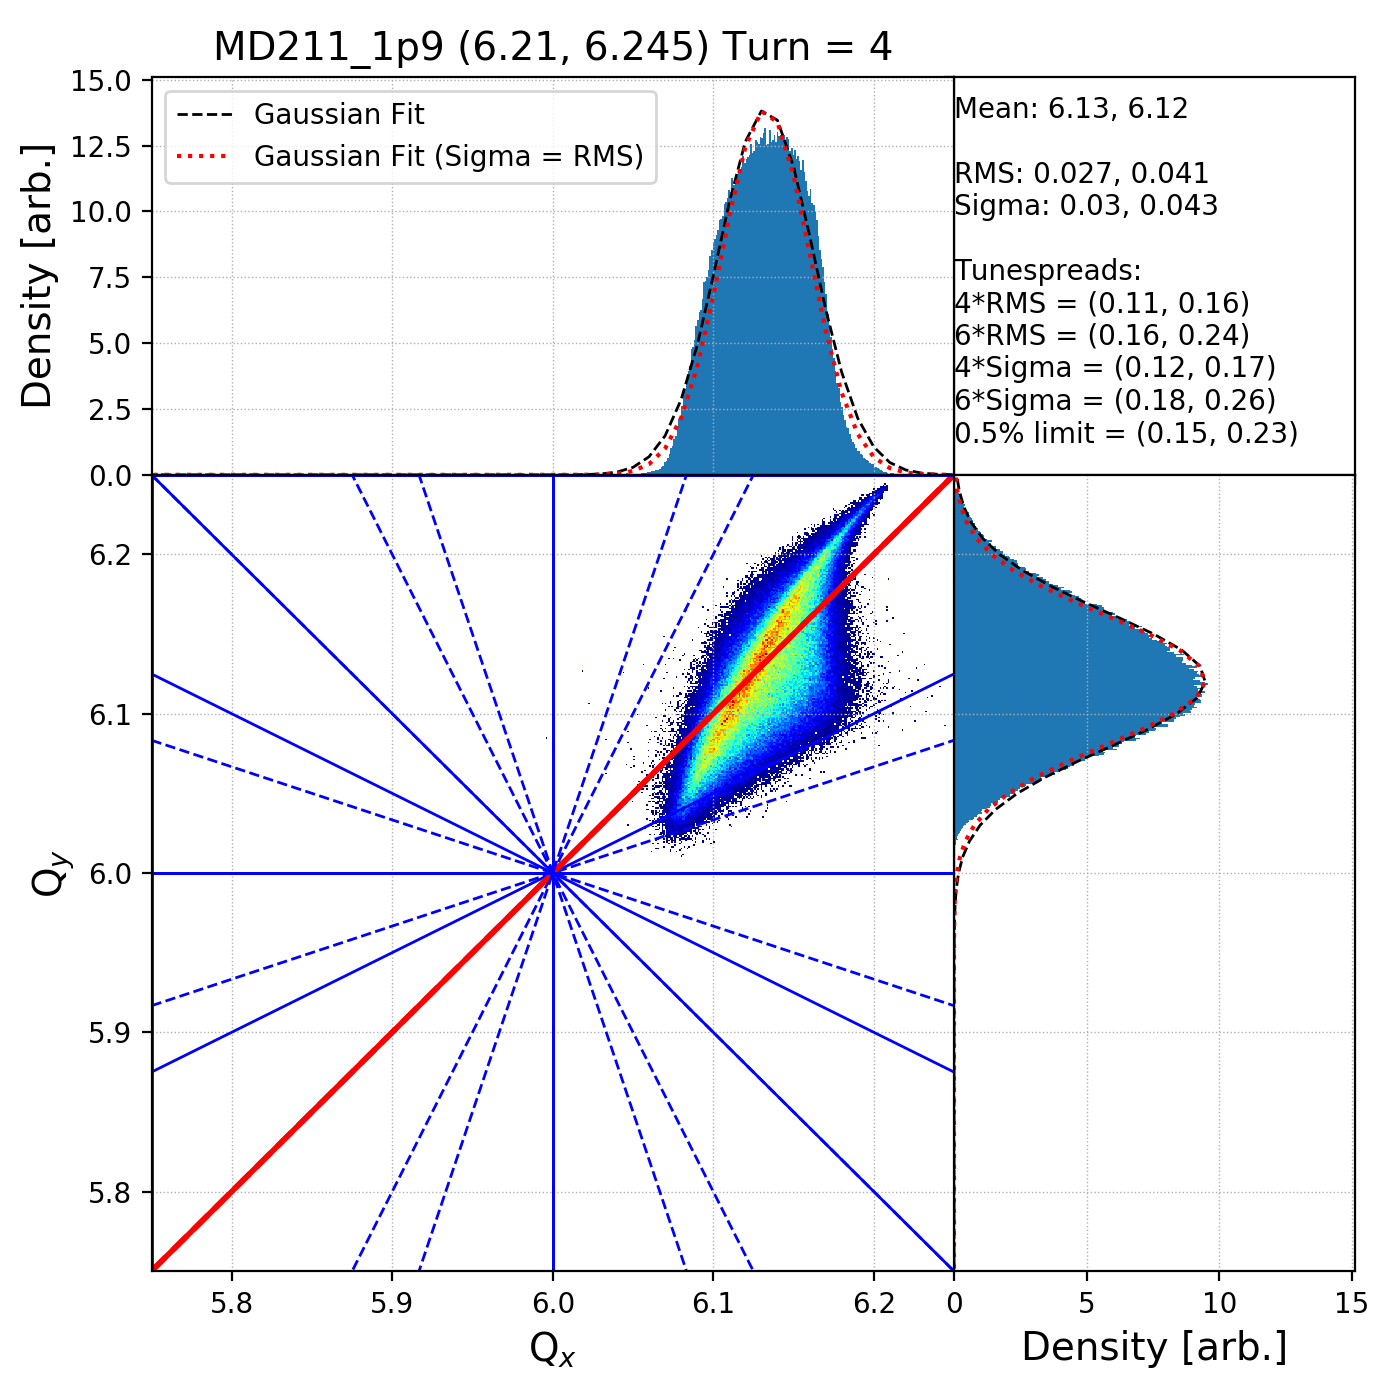 MD211_1p9 (6.21, 6.245) Turn = 4
Density [arb.]
15.0
12.5
10.0
7.5
5.0
2.5
0.0
Gaussian Fit
Gaussian Fit (Sigma = RMS)
Mean: 6.13, 6.12
RMS: 0.027, 0.041
Sigma: 0.03, 0.043
Tunespreads:
4*RMS = (0.11, 0.16)
6*RMS = (0.16, 0.24)
4*Sigma = (0.12, 0.17)
6*Sigma = (0.18, 0.26)
0.5% limit = (0.15, 0.23)
Qy
6.2
6.1
6.0
5.9
5.8
5.8 5.9 6.0 6.1 6.2
Qx
0 5 10 15
Density [arb.]